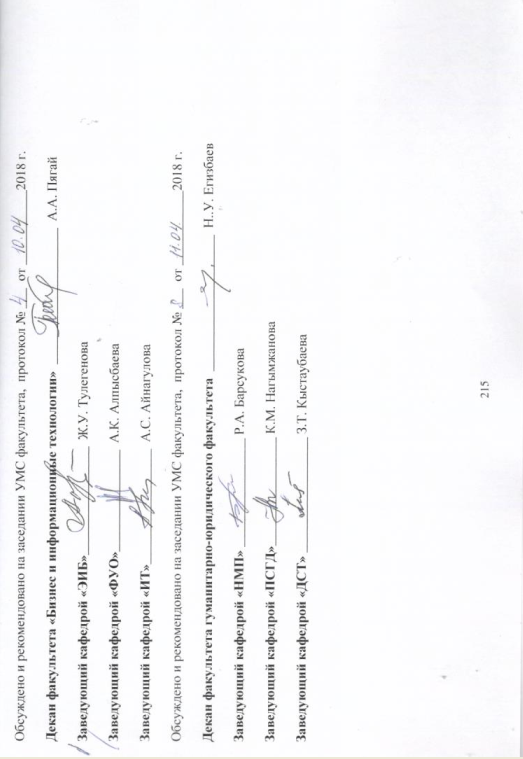 Обсуждено и рекомендовано на заседании УМС факультета, протокол № 4 от 10.04 2018 г.
Декан факультета «Бизнес и информационные технологии» А.А. Пягай
Заведующий кафедрой «ЭИБ» Ж.У. Тулегенова
Заведующий кафедрой «ФУО» А.К. Алпысбаева
Заведующий кафедрой «ИТ» А.С. Айнагулова
Обсуждено и рекомендовано на заседании УМС факультета, протокол № 8 от 11.04 2018 г.
Декан факультета гуманитарно-юридического факультета Н..У. Егизбаев
Заведующий кафедрой «НМП» Р.А. Барсукова
Заведующий кафедрой «ПСГД» К.М. Нагымжанова
Заведующий кафедрой «ДСТ» З.Т. Кыстаубаева
215